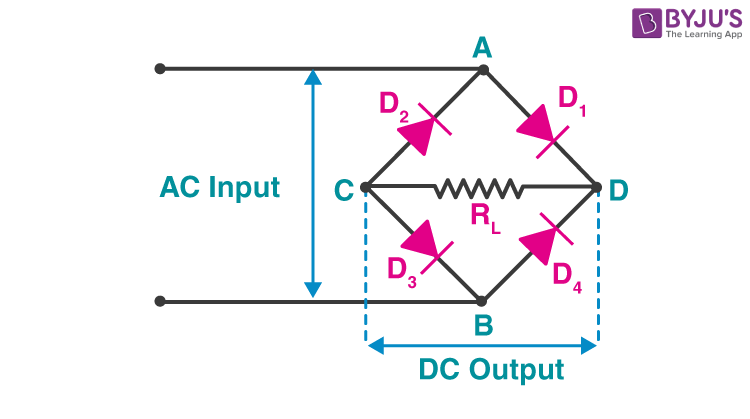 BYJU'S
The Learning App
A
D2
D1
AC Input
C
D
RL
D3
D4
B
DC Output